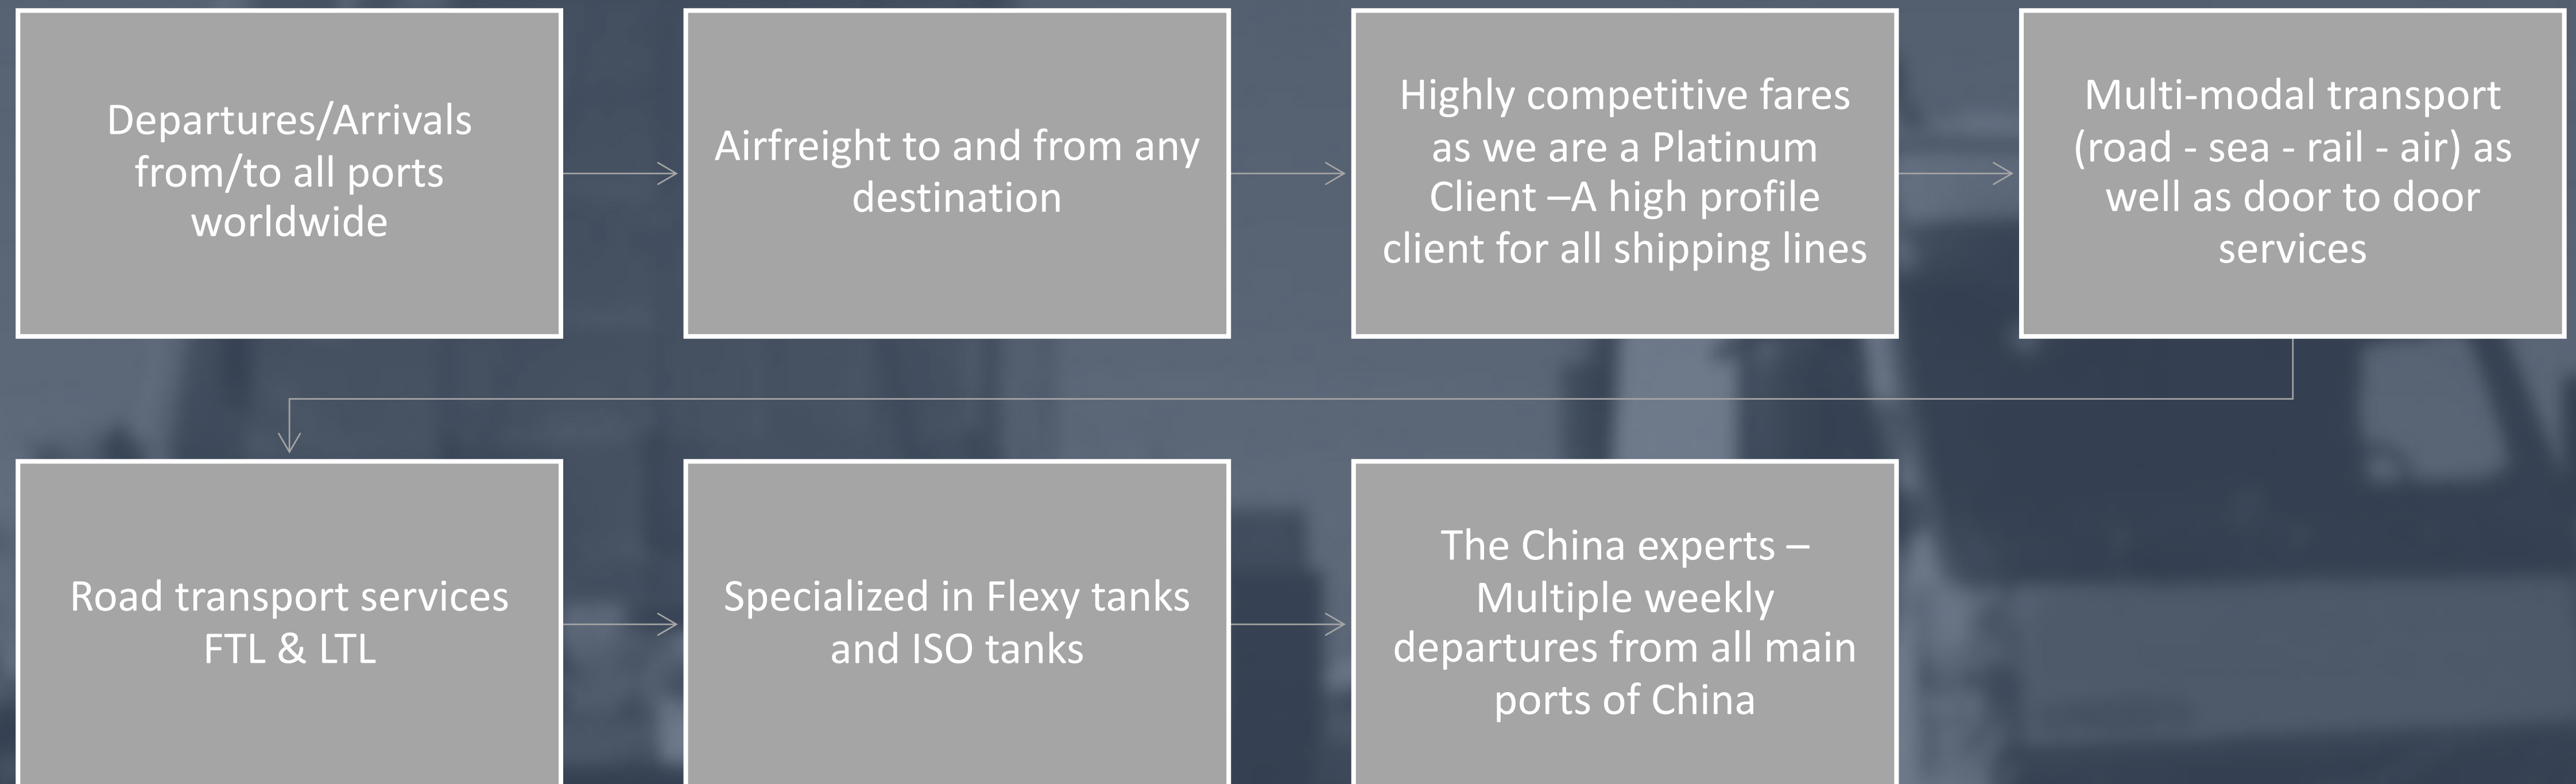 Departures/Arrivals
from/to all ports
worldwide
Airfreight to and from any
destination
Highly competitive fares
as we are a Platinum
Client –A high profile
client for all shipping lines
Multi-modal transport
(road - sea - rail - air) as
well as door to door
services
Road transport services
FTL & LTL
Specialized in Flexy tanks
and ISO tanks
The China experts –
Multiple weekly
departures from all main
ports of China